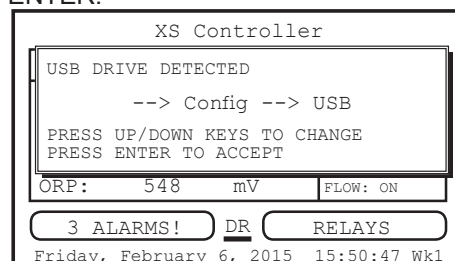 ENTER.
XS Controller
USB DRIVE DETECTED
--> Config --> USB
PRESS UP/DOWN KEYS TO CHANGE
PRESS ENTER TO ACCEPT
ORP: 548 mV FLOW: ON
3 ALARMS! DR RELAYS
Friday, February 6, 2015 15:50:47 Wk1